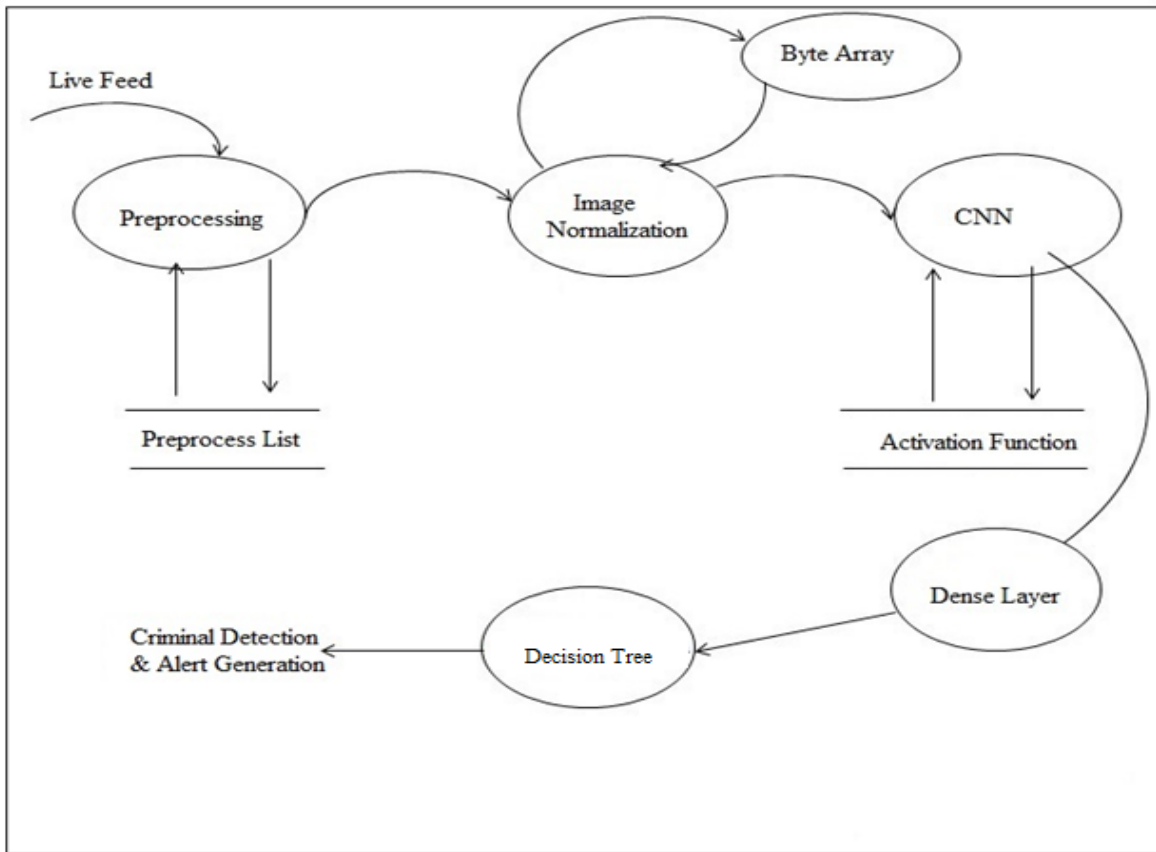 Live Feed
Byte Array
Preprocessing
Image
Normalization
CNN
Preprocess List
Activation Function
Dense Layer
Decision Tree
Criminal Detection
& Alert Generation